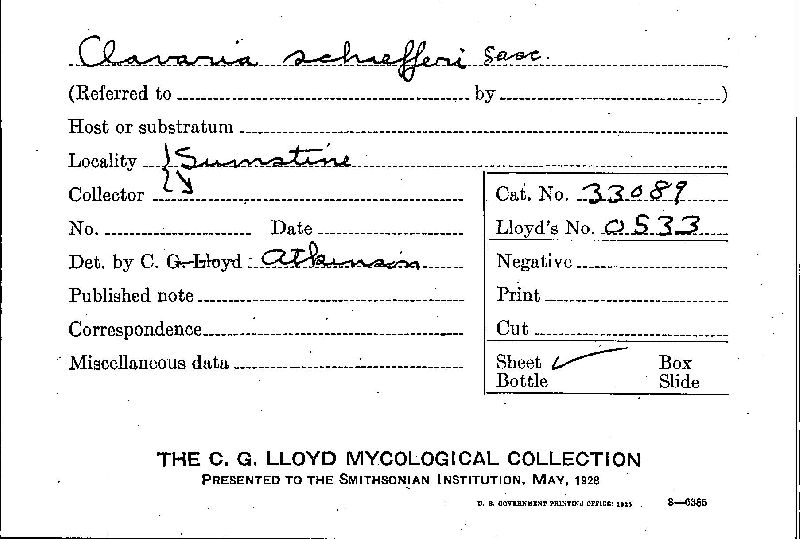 Clavaria schaefferi Sacc.
(Referred to by )
Host or substratum
Locality } Sumstine
Collector
Cat. No. 33089
No. Date
Lloyd's No. 0533
Det. by C. G. Lloyd : Atkinson
Negative
Published note
Print
Correspondence
Cut
Miscellaneous data
Sheet ✓ Box
Bottle Slide
THE C. G. LLOYD MYCOLOGICAL COLLECTION
PRESENTED TO THE SMITHSONIAN INSTITUTION, MAY, 1928
U. S. GOVERNMENT PRINTING OFFICE: 1925 8—6355